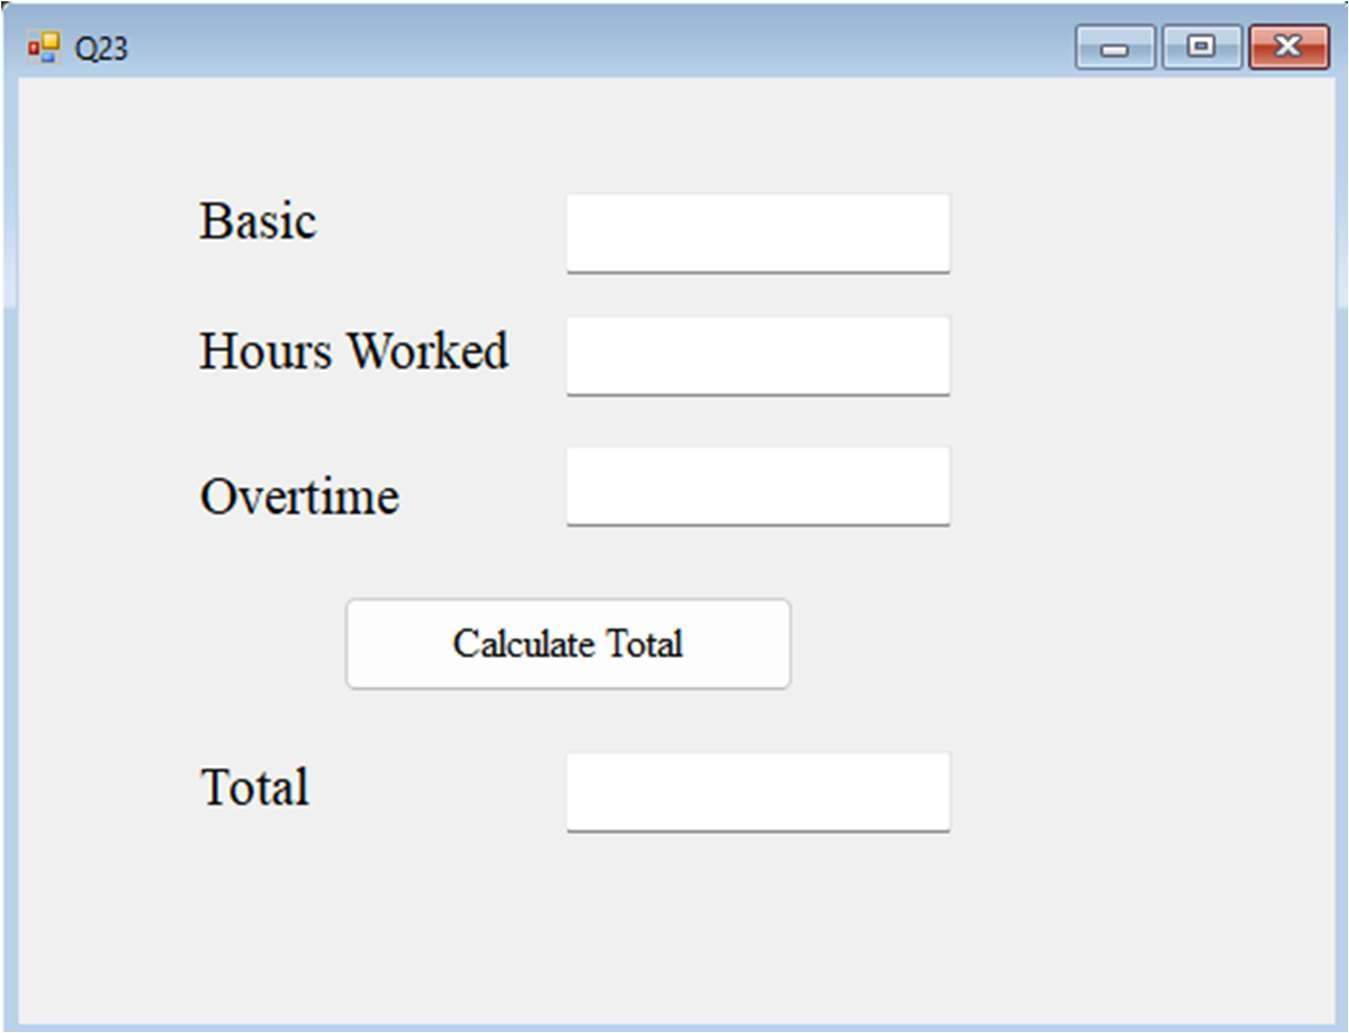 Q23
Basic
Hours Worked
Overtime
Calculate Total
Total